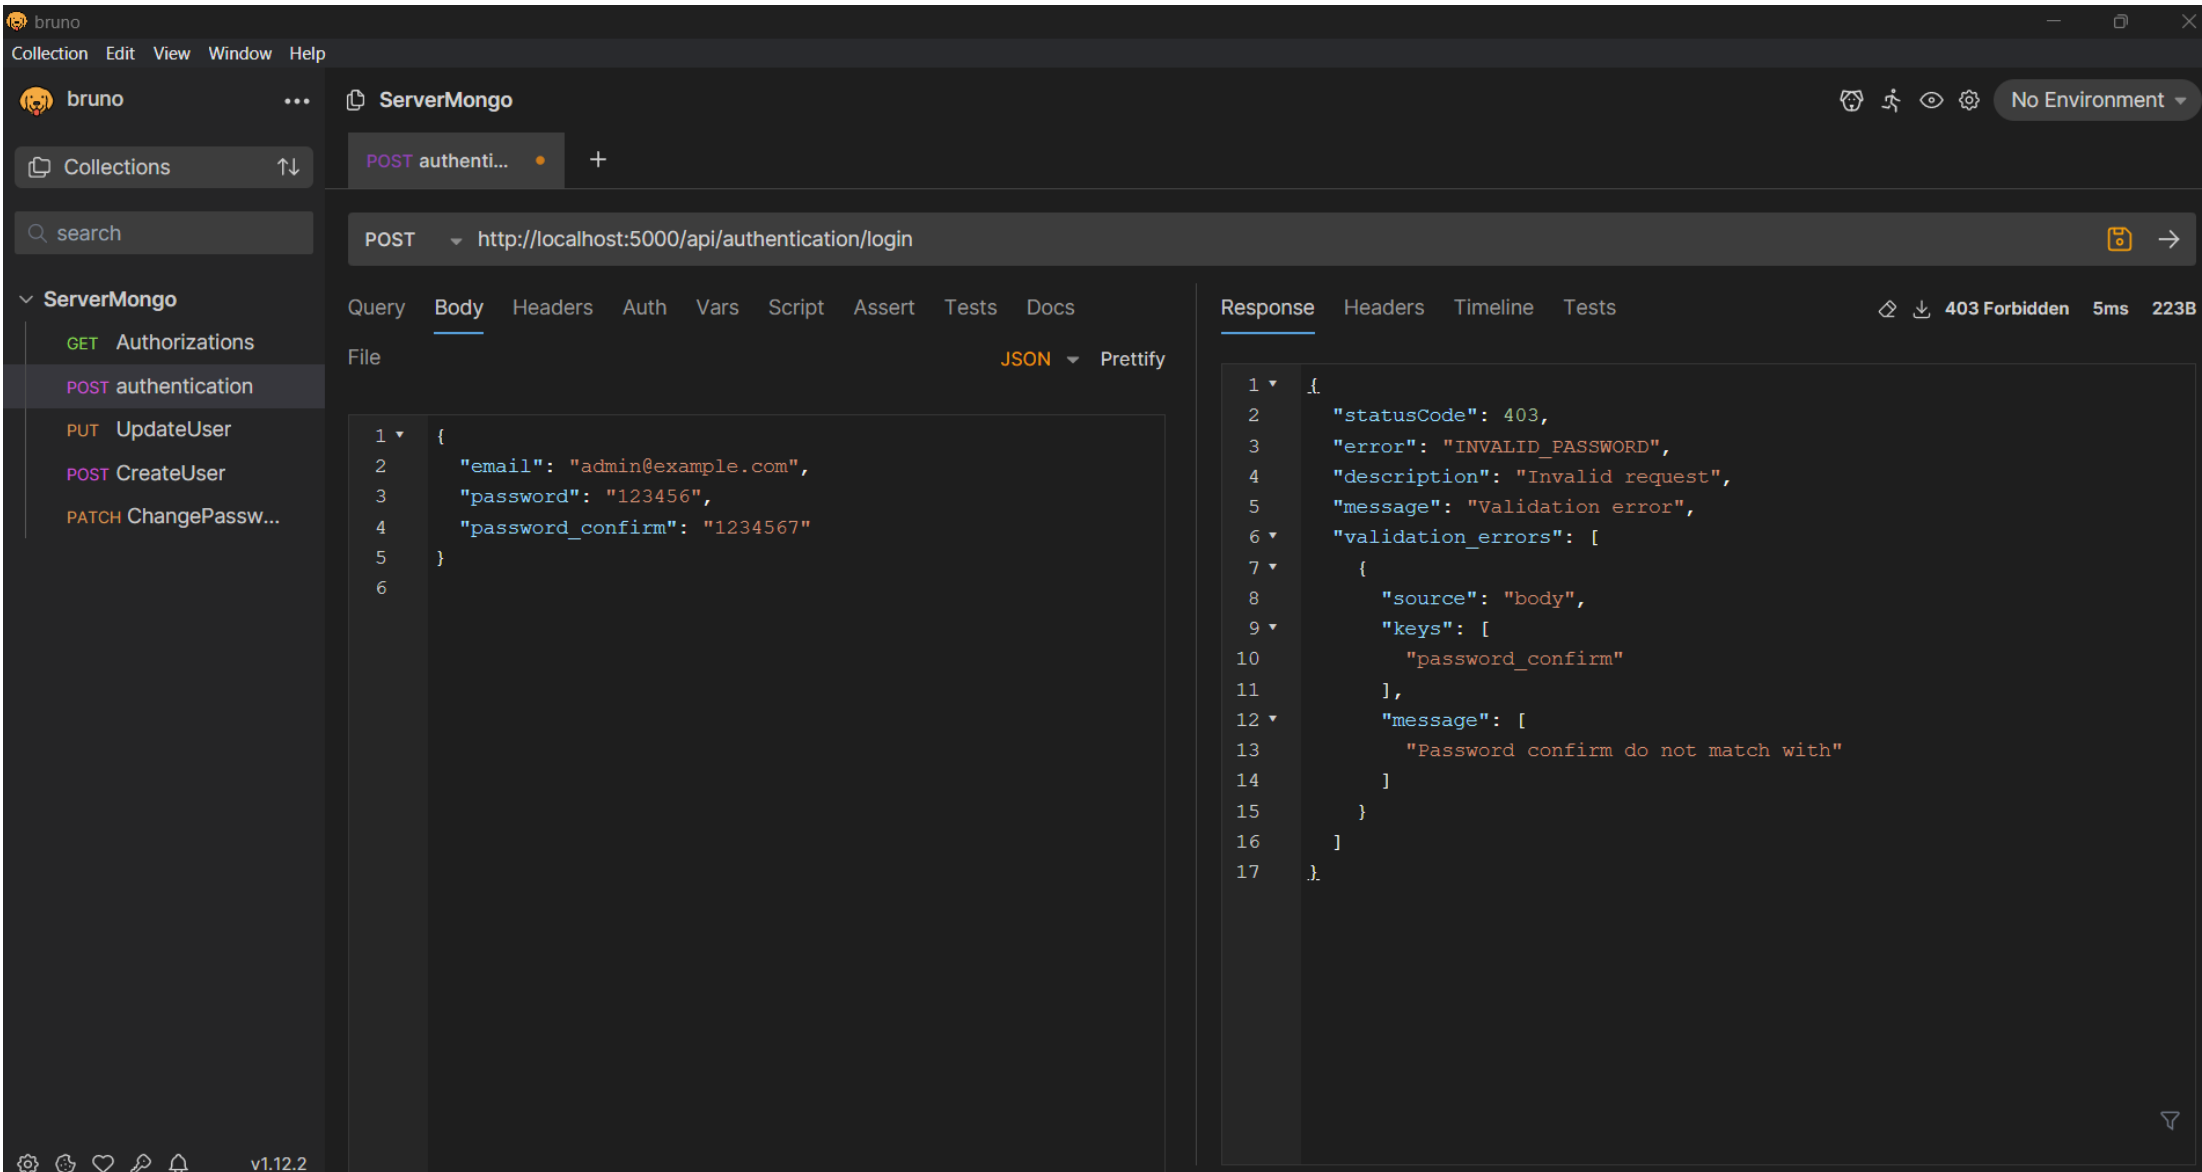 bruno
Collection Edit View Window Help
bruno
ServerMongo
No Environment
Collections
POST authenti...
search
POST http://localhost:5000/api/authentication/login
ServerMongo
GET Authorizations
POST authentication
PUT UpdateUser
POST CreateUser
PATCH ChangePassw...
Query Body Headers Auth Vars Script Assert Tests Docs
File
JSON Prettify
1 {
2 "email": "admin@example.com",
3 "password": "123456",
4 "password_confirm": "1234567"
5 }
6
Response Headers Timeline Tests
403 Forbidden 5ms 223B
1 {
2 "statusCode": 403,
3 "error": "INVALID_PASSWORD",
4 "description": "Invalid request",
5 "message": "Validation error",
6 "validation_errors": [
7 {
8 "source": "body",
9 "keys": [
10 "password_confirm"
11 ],
12 "message": [
13 "Password confirm do not match with"
14 ]
15 }
16 ]
17 }
v1.12.2